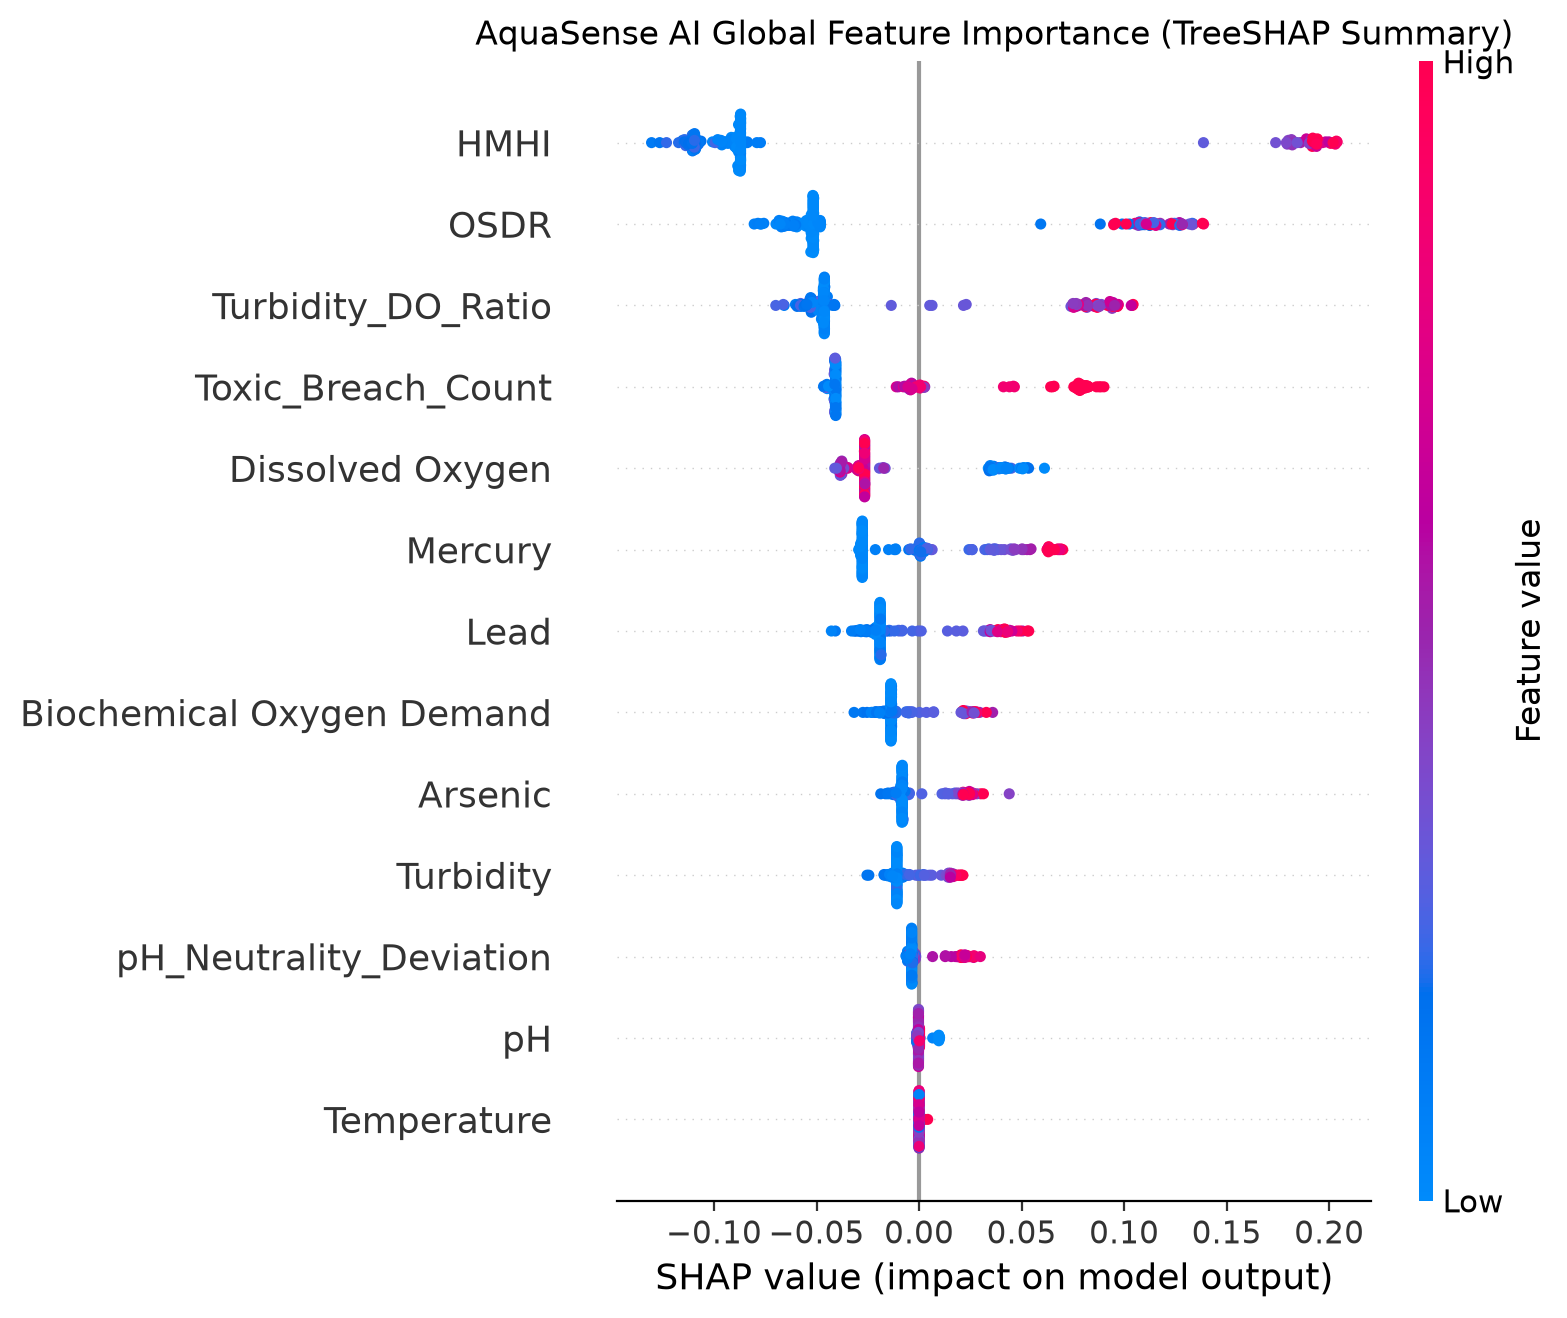 AquaSense AI Global Feature Importance (TreeSHAP Summary)
High
HMHI
OSDR
Turbidity_DO_Ratio
Toxic_Breach_Count
Dissolved Oxygen
Mercury
Lead
Biochemical Oxygen Demand
Arsenic
Turbidity
pH_Neutrality_Deviation
pH
Temperature
Feature value
Low
−0.10 −0.05 0.00 0.05 0.10 0.15 0.20
SHAP value (impact on model output)